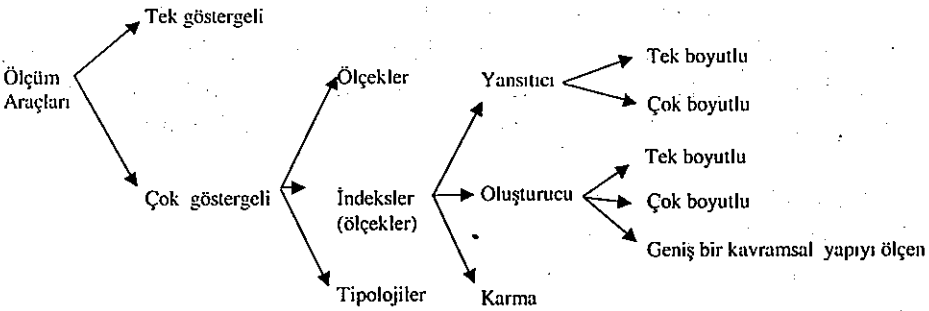 Tek göstergeli
Ölçüm
Araçları
Çok göstergeli
Ölçekler
İndeksler
(ölçekler)
Tipolojiler
Yansıtıcı
Oluşturucu
Karma
Tek boyutlu
Çok boyutlu
Tek boyutlu
Çok boyutlu
Geniş bir kavramsal yapıyı ölçen